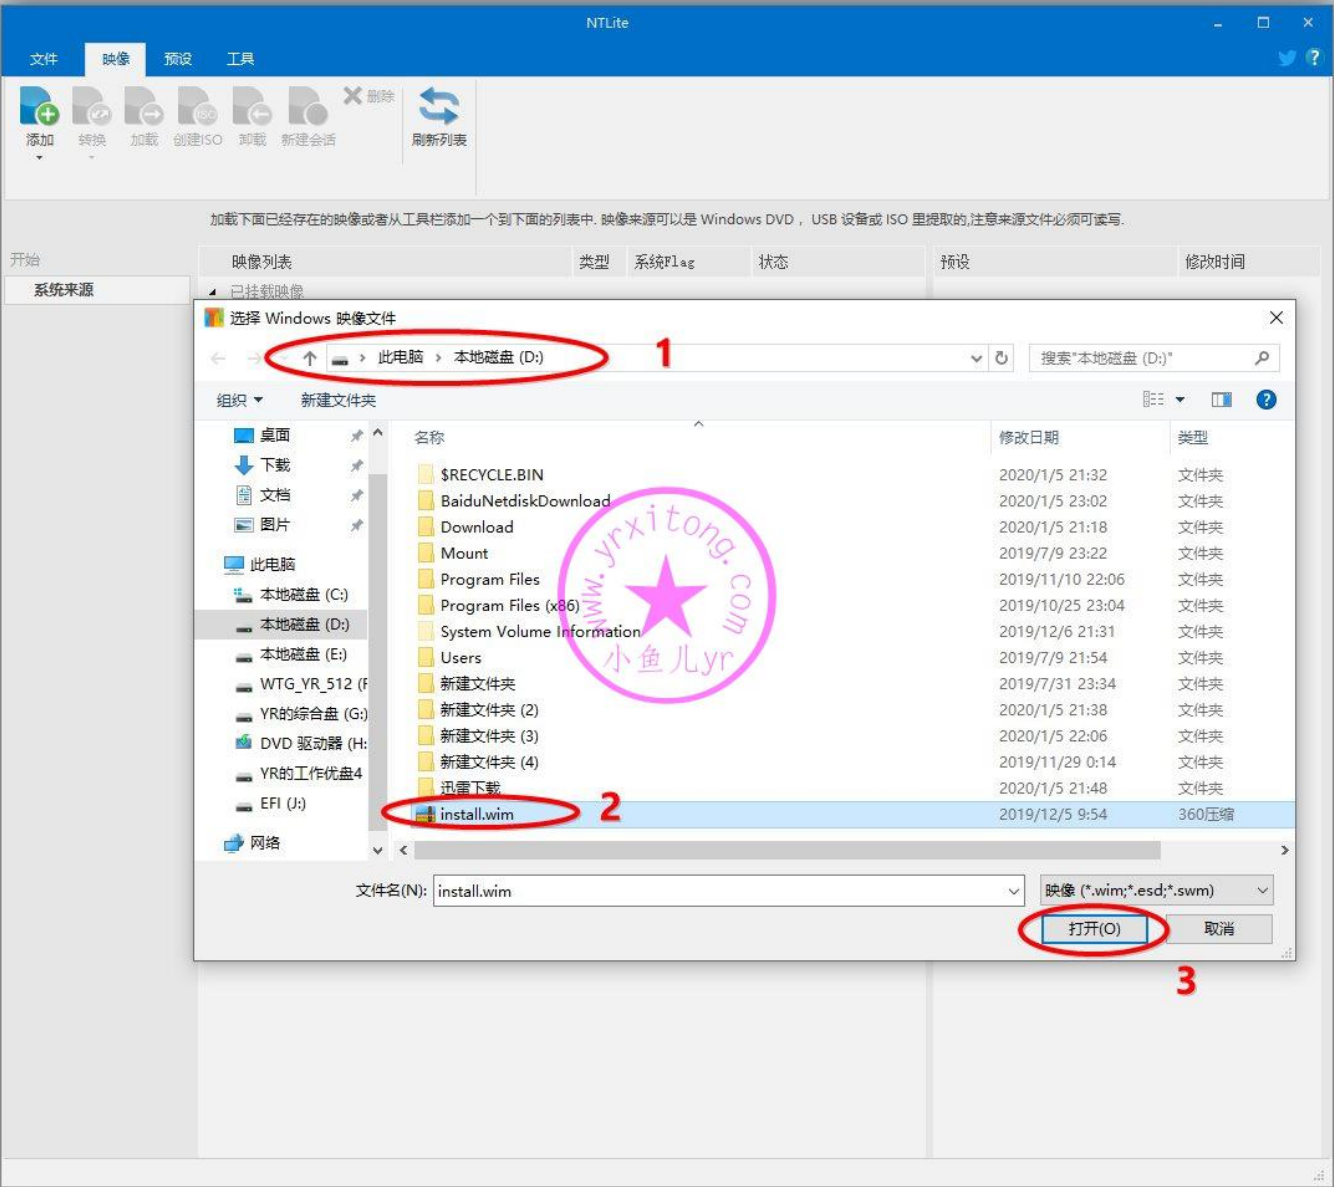 NTLite
文件 映像 预设 工具
添加 转换 加载 创建ISO 卸载 新建会话 删除 刷新列表
加载下面已经存在的映像或者从工具栏添加一个到下面的列表中. 映像来源可以是 Windows DVD , USB 设备或 ISO 里提取的,注意来源文件必须可读写.
开始 映像列表 类型 系统Flag 状态 预设 修改时间
系统来源 已挂载映像
选择 Windows 映像文件
此电脑 › 本地磁盘 (D:) 1 搜索"本地磁盘 (D:)"
组织 新建文件夹
桌面
下载
文档
图片
此电脑
本地磁盘 (C:)
本地磁盘 (D:)
本地磁盘 (E:)
WTG_YR_512 (F
YR的综合盘 (G:)
DVD 驱动器 (H:
YR的工作优盘4
EFI (J:)
网络
名称 修改日期 类型
$RECYCLE.BIN 2020/1/5 21:32 文件夹
BaiduNetdiskDownload 2020/1/5 23:02 文件夹
Download 2020/1/5 21:18 文件夹
Mount 2019/7/9 23:22 文件夹
Program Files 2019/11/10 22:06 文件夹
Program Files (x86) 2019/10/25 23:04 文件夹
System Volume Information 2019/12/6 21:31 文件夹
Users 2019/7/9 21:54 文件夹
新建文件夹 2019/7/31 23:34 文件夹
新建文件夹 (2) 2020/1/5 21:38 文件夹
新建文件夹 (3) 2020/1/5 22:06 文件夹
新建文件夹 (4) 2019/11/29 0:14 文件夹
迅雷下载 2020/1/5 21:48 文件夹
install.wim 2 2019/12/5 9:54 360压缩
www.yrxitong.com
小鱼儿yr
文件名(N): install.wim 映像 (*.wim;*.esd;*.swm)
打开(O) 取消
3